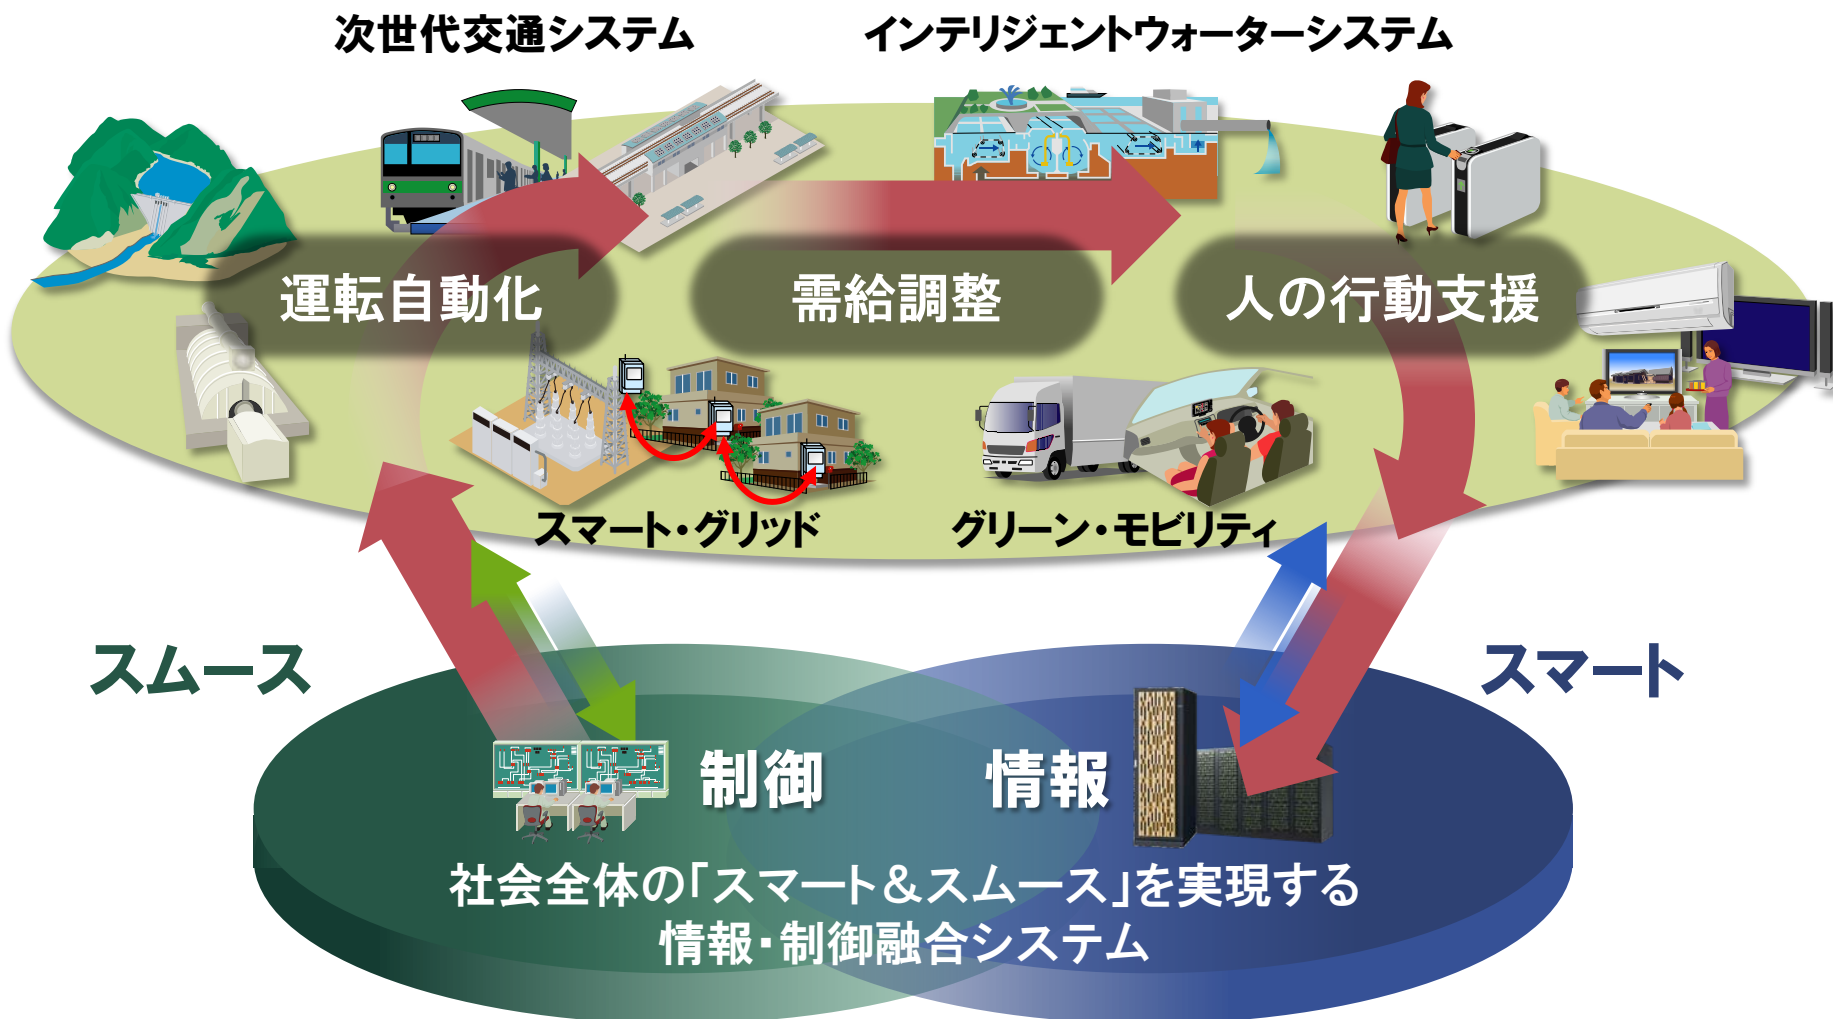 次世代交通システム
インテリジェントウォーターシステム
運転自動化
需給調整
人の行動支援
スマート・グリッド
グリーン・モビリティ
スムース
スマート
制御
情報
社会全体の「スマート＆スムース」を実現する
情報・制御融合システム